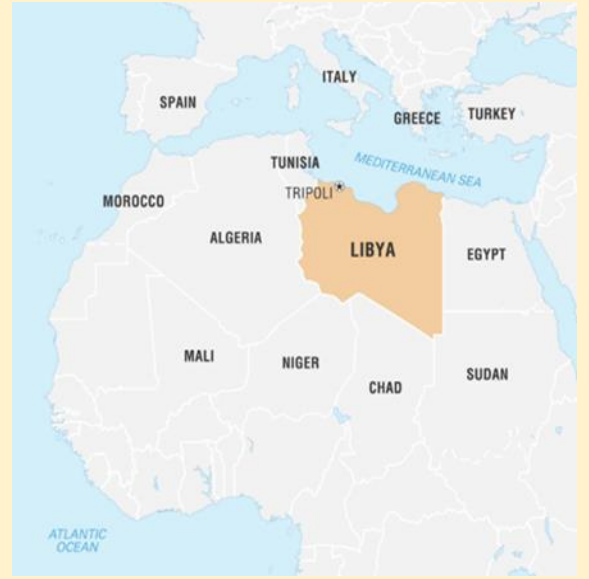 ITALY
SPAIN
GREECE
TURKEY
MEDITERRANEAN SEA
TUNISIA
TRIPOLI
MOROCCO
ALGERIA
LIBYA
EGYPT
MALI
NIGER
CHAD
SUDAN
ATLANTIC
OCEAN